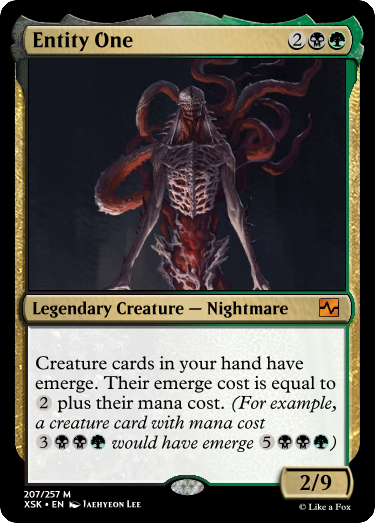 Entity One 2
Legendary Creature — Nightmare
Creature cards in your hand have
emerge. Their emerge cost is equal to
2 plus their mana cost. (For example,
a creature card with mana cost
3 would have emerge 5 )
2/9
207/257 M
XSK • EN Jaehyeon Lee
© Like a Fox